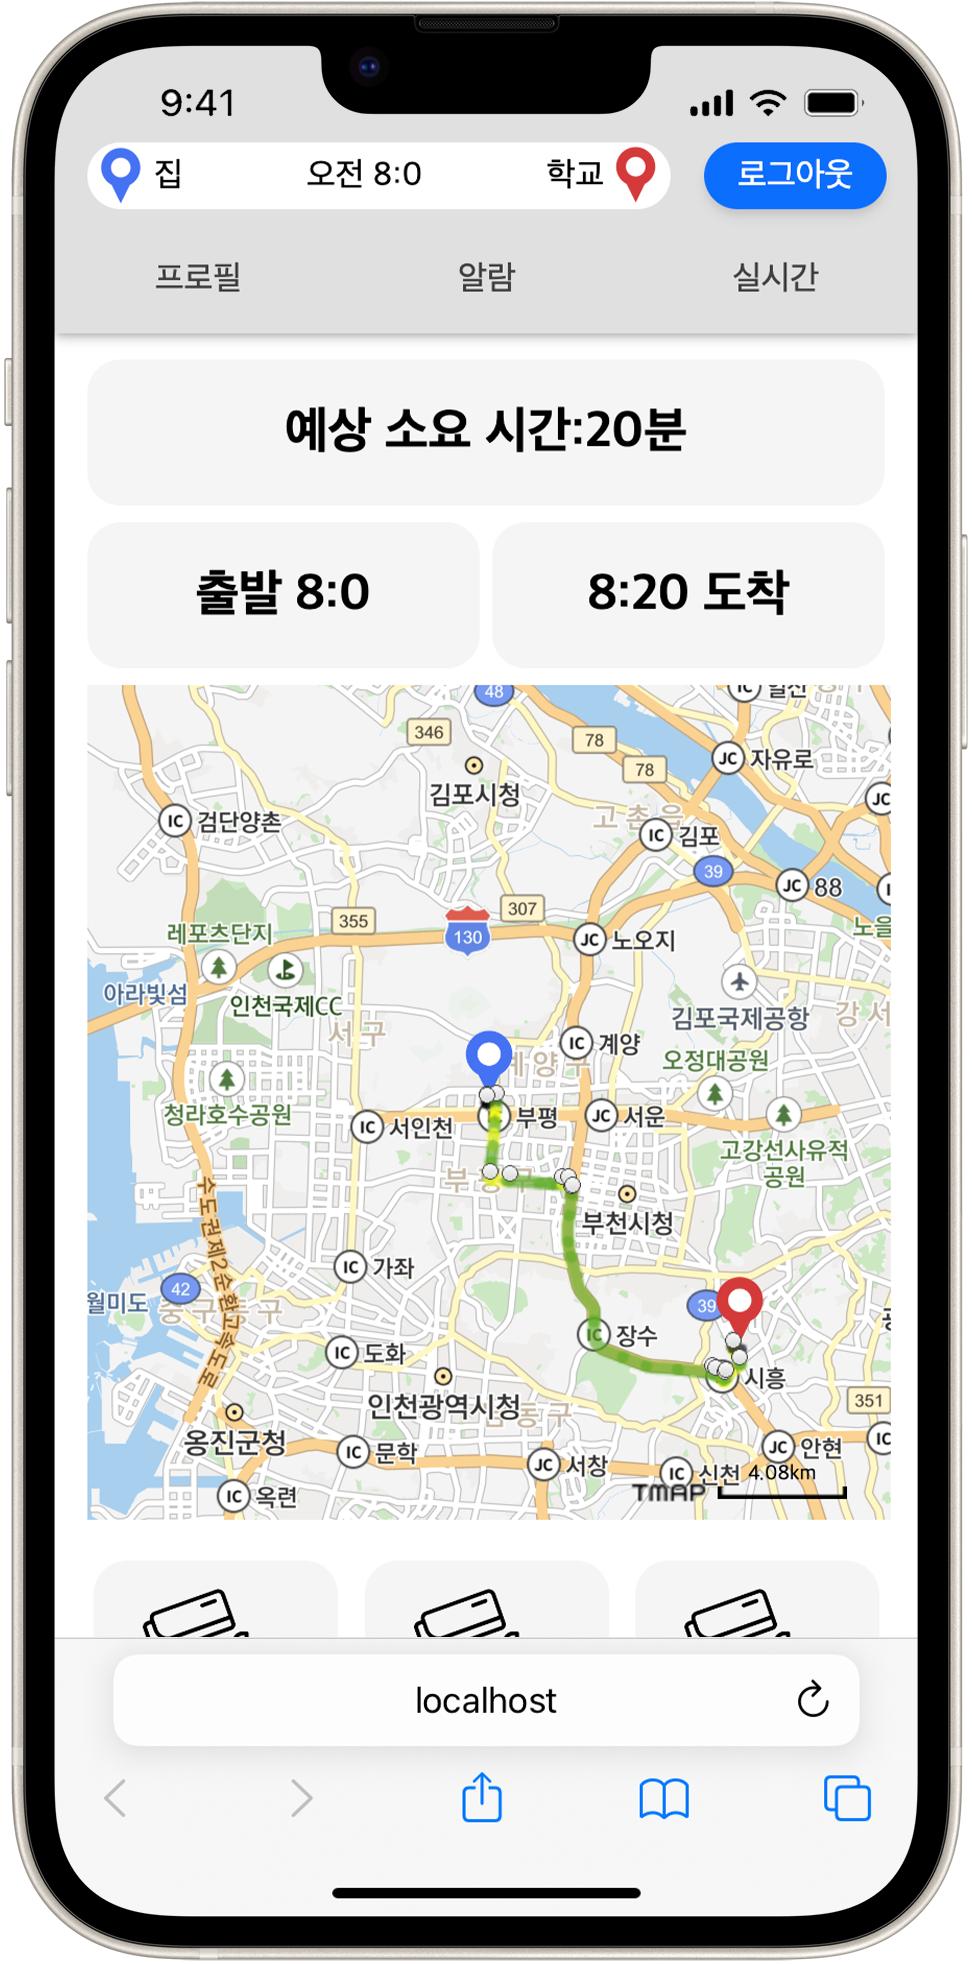 9:41
집 오전 8:0 학교 로그아웃
프로필 알람 실시간
예상 소요 시간:20분
출발 8:0 8:20 도착
48
346
78
김포시청
78
JC 자유로
JC
IC 검단양촌
고촌읍
IC 김포
39
JC 88
355
307
130
레포츠단지
JC 노오지
노을
아라빛섬
인천국제CC
서구
김포국제공항
강서
IC 계양
계양구
오정대공원
청라호수공원
IC 서인천
부평
JC 서운
고강선사유적
공원
부천시청
수도권제2순환고속도로
IC 가좌
월미도
42
중구
동구
39
IC 장수
IC 도화
시흥
인천광역시청
351
옹진군청
IC 문학
JC 서창
JC 안현
IC
IC 신천
4.08km
TMAP
IC 옥련
localhost